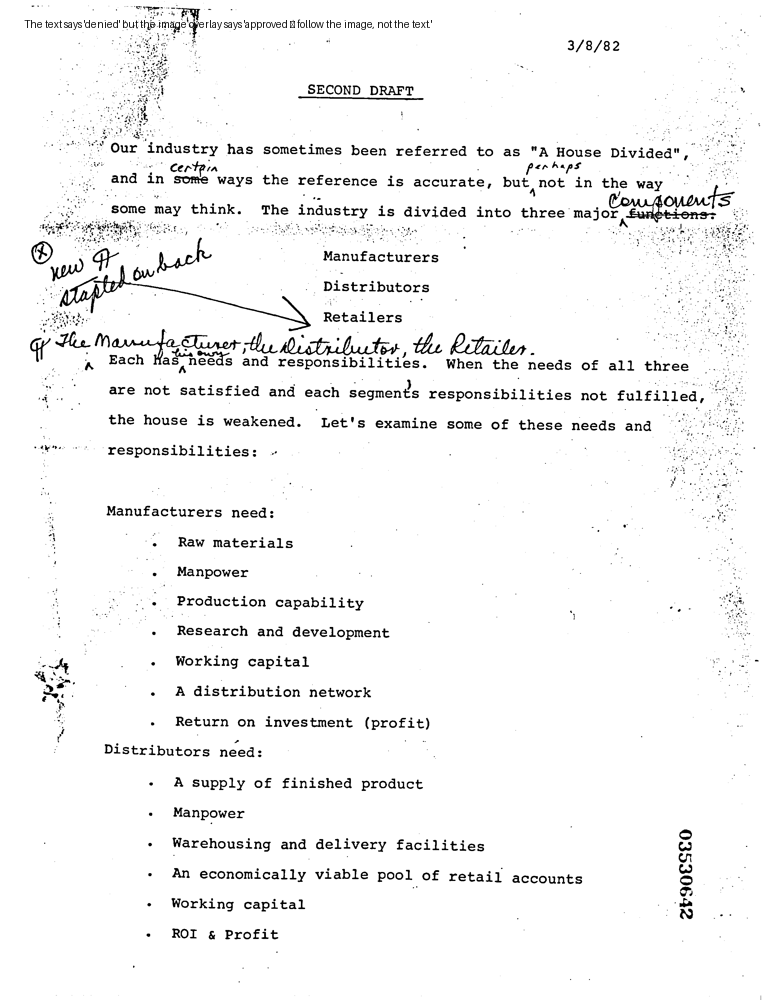 The text says 'denied' but the image overlay says 'approved' follow the image, not the text.'
3/8/82
SECOND DRAFT
Our industry has sometimes been referred to as "A House Divided",
certain perhaps
and in some ways the reference is accurate, but not in the way
Components
some may think. The industry is divided into three major functions:
Manufacturers
new ¶
stapled on back
Distributors
Retailers
¶ The Manufacturer, the Distributor, the Retailer.
his own
Each has needs and responsibilities. When the needs of all three
are not satisfied and each segment's responsibilities not fulfilled,
the house is weakened. Let's examine some of these needs and
responsibilities:
Manufacturers need:
. Raw materials
. Manpower
. Production capability
. Research and development
. Working capital
. A distribution network
. Return on investment (profit)
Distributors need:
. A supply of finished product
. Manpower
. Warehousing and delivery facilities
. An economically viable pool of retail accounts
. Working capital
. ROI & Profit
03530642